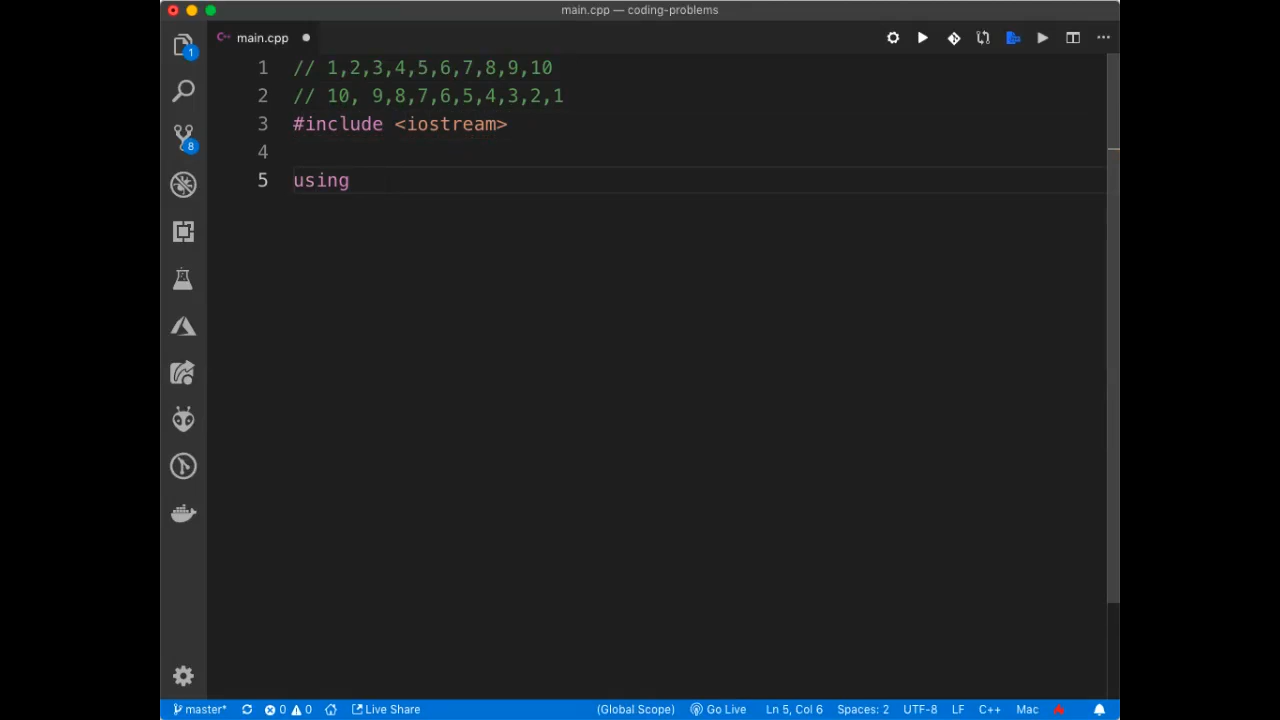 main.cpp — coding-problems
main.cpp
1 // 1,2,3,4,5,6,7,8,9,10
2 // 10, 9,8,7,6,5,4,3,2,1
3 #include <iostream>
4
5 using
1
8
master* 0 0 Live Share (Global Scope) Go Live Ln 5, Col 6 Spaces: 2 UTF-8 LF C++ Mac